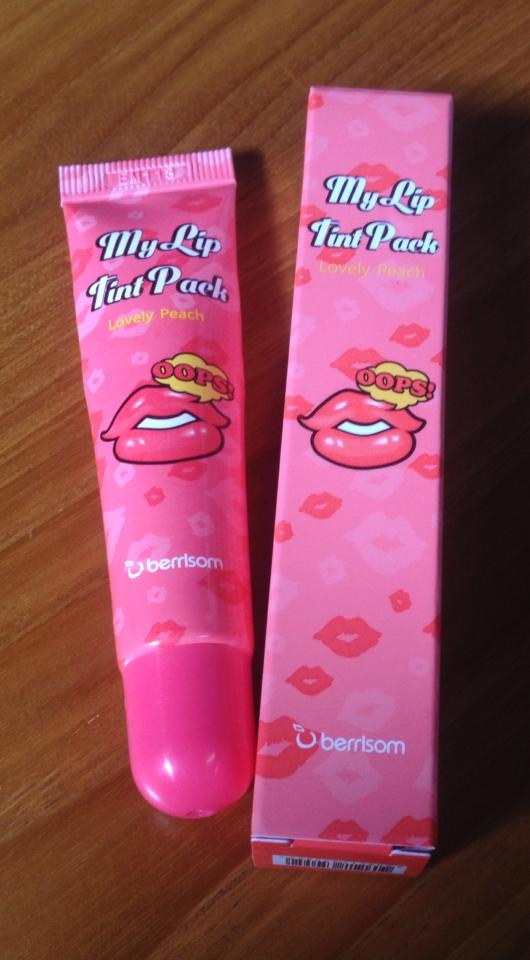 My Lip
Tint Pack
Lovely Peach
OOPS!
berrisom
My Lip
Tint Pack
Lovely Peach
OOPS!
berrisom